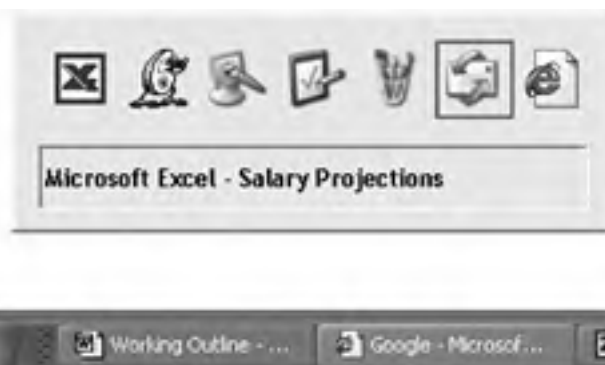 Microsoft Excel - Salary Projections
Working Outline - ...
Google - Microsof...